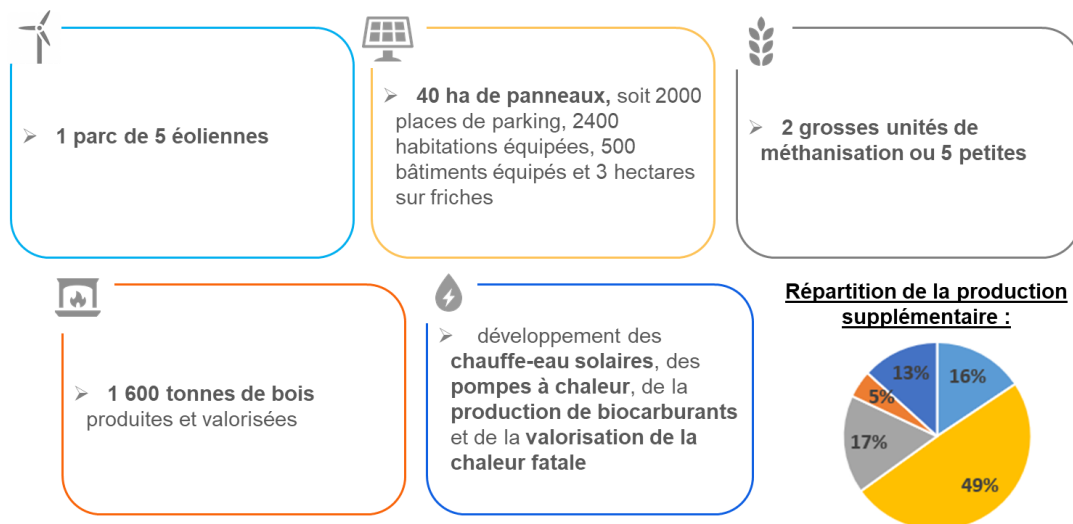 ➢ 1 parc de 5 éoliennes
➢ 40 ha de panneaux, soit 2000
places de parking, 2400
habitations équipées, 500
bâtiments équipés et 3 hectares
sur friches
➢ 2 grosses unités de
méthanisation ou 5 petites
➢ 1 600 tonnes de bois
produites et valorisées
➢ développement des
chauffe-eau solaires, des
pompes à chaleur, de la
production de biocarburants
et de la valorisation de la
chaleur fatale
Répartition de la production
supplémentaire :
13%
16%
5%
17%
49%